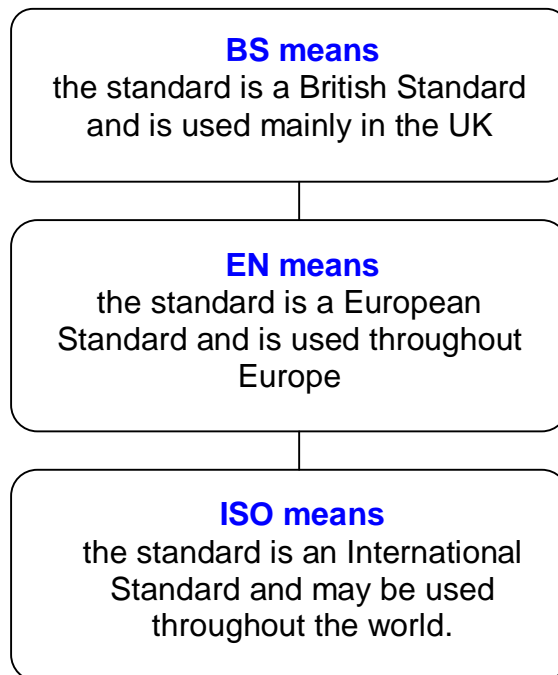 BS means
the standard is a British Standard
and is used mainly in the UK
EN means
the standard is a European
Standard and is used throughout
Europe
ISO means
the standard is an International
Standard and may be used
throughout the world.